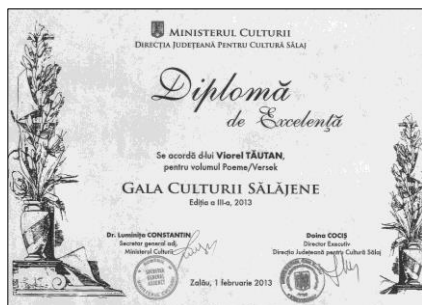 MINISTERUL CULTURII
DIRECȚIA JUDEȚEANĂ PENTRU CULTURĂ SĂLAJ
Diplomă
de Excelență
Se acordă d-lui Viorel TĂUTAN,
pentru volumul Poeme/Versek
GALA CULTURII SĂLĂJENE
Ediția a III-a, 2013
Dr. Luminița CONSTANTIN
Secretar general adj.
Ministerul Culturii
Doina COCIȘ
Director Executiv
Direcția Județeană pentru Cultură Sălaj
Zalău, 1 februarie 2013